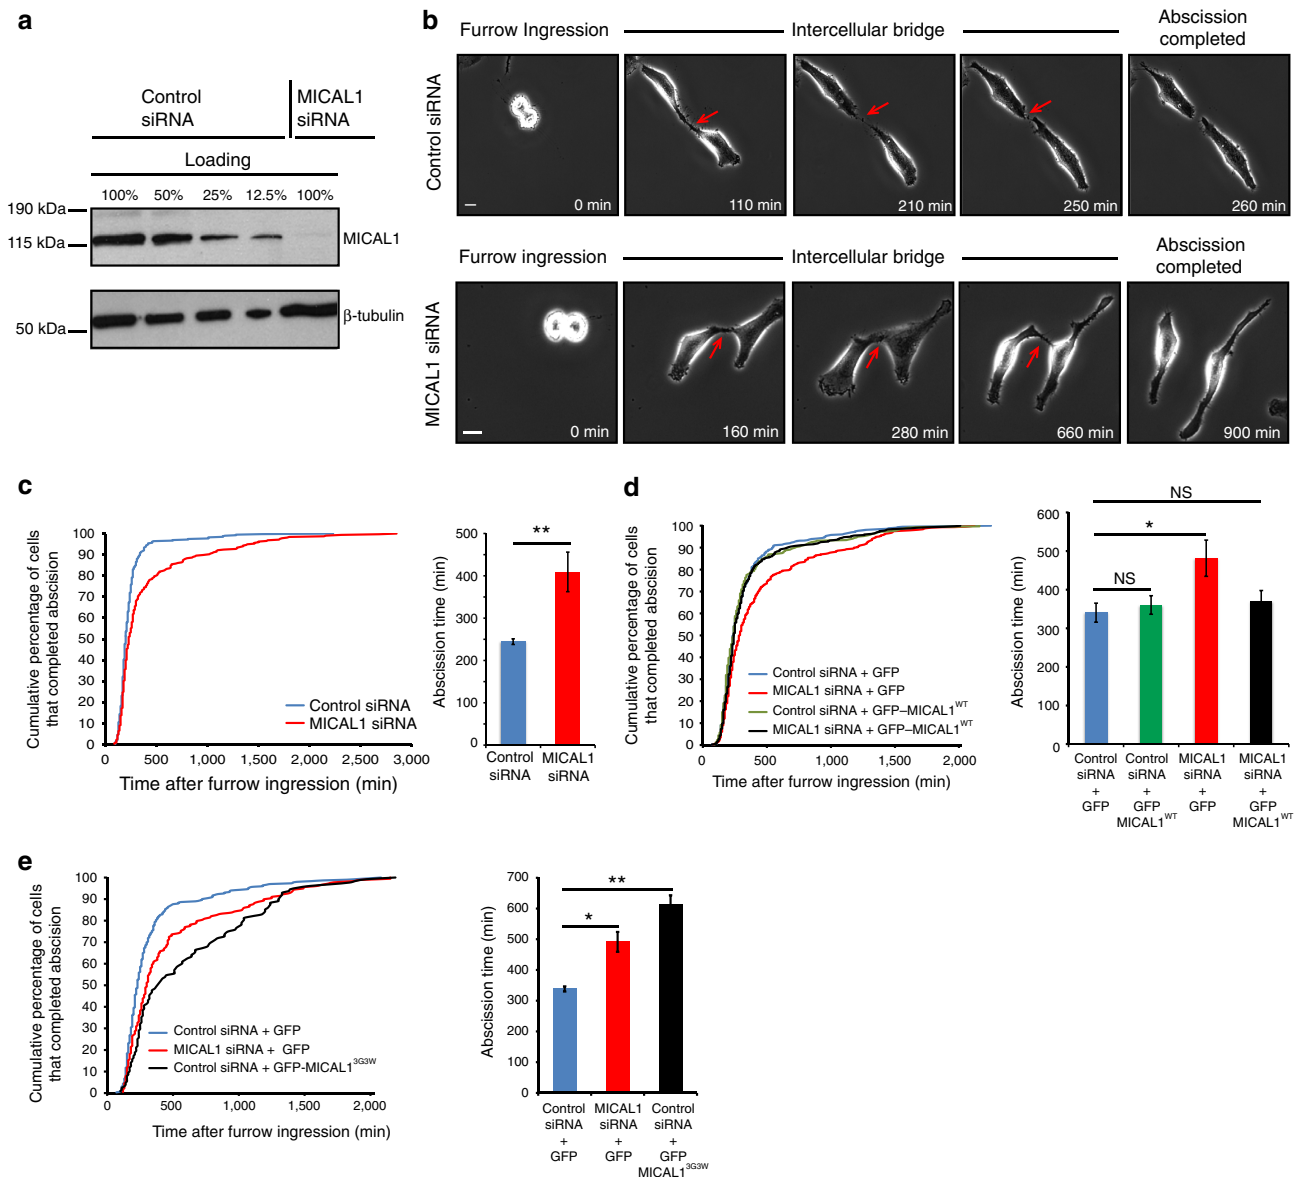 a
Control siRNA
MICAL1 siRNA
Loading
100% 50% 25% 12.5% 100%
190 kDa
115 kDa
MICAL1
50 kDa
β-tubulin
b
Furrow Ingression
Intercellular bridge
Abscission completed
Control siRNA
0 min
110 min
210 min
250 min
260 min
Furrow ingression
Intercellular bridge
Abscission completed
MICAL1 siRNA
0 min
160 min
280 min
660 min
900 min
c
Cumulative percentage of cells that completed abscision
100
90
80
70
60
50
40
30
20
10
0
0 500 1,000 1,500 2,000 2,500 3,000
Time after furrow ingression (min)
Control siRNA
MICAL1 siRNA
Abscission time (min)
500
400
300
200
100
0
**
Control siRNA
MICAL1 siRNA
d
Cumulative percentage of cells that completed abscision
100
90
80
70
60
50
40
30
20
10
0
0 500 1,000 1,500 2,000
Time after furrow ingression (min)
Control siRNA + GFP
MICAL1 siRNA + GFP
Control siRNA + GFP–MICAL1WT
MICAL1 siRNA + GFP–MICAL1WT
Abscission time (min)
600
500
400
300
200
100
0
NS
*
NS
Control siRNA + GFP
Control siRNA + GFP MICAL1WT
MICAL1 siRNA + GFP
MICAL1 siRNA + GFP MICAL1WT
e
Cumulative percentage of cells that completed abscision
100
90
80
70
60
50
40
30
20
10
0
0 500 1,000 1,500 2,000
Time after furrow ingression (min)
Control siRNA + GFP
MICAL1 siRNA + GFP
Control siRNA + GFP-MICAL13G3W
Abscission time (min)
700
600
500
400
300
200
100
0
**
*
Control siRNA + GFP
MICAL1 siRNA + GFP
Control siRNA + GFP MICAL13G3W